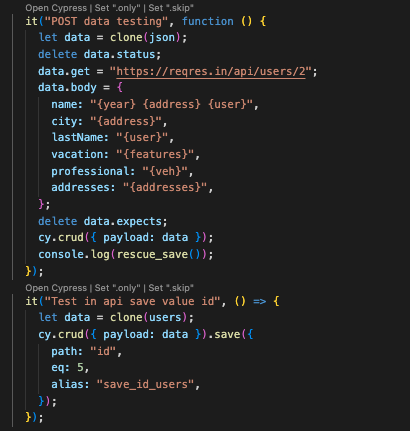 Open Cypress | Set ".only" | Set ".skip"
it("POST data testing", function () {
let data = clone(json);
delete data.status;
data.get = "https://reqres.in/api/users/2";
data.body = {
name: "{year} {address} {user}",
city: "{address}",
lastName: "{user}",
vacation: "{features}",
professional: "{veh}",
addresses: "{addresses}",
};
delete data.expects;
cy.crud({ payload: data });
console.log(rescue_save());
});
Open Cypress | Set ".only" | Set ".skip"
it("Test in api save value id", () => {
let data = clone(users);
cy.crud({ payload: data }).save({
path: "id",
eq: 5,
alias: "save_id_users",
});
});